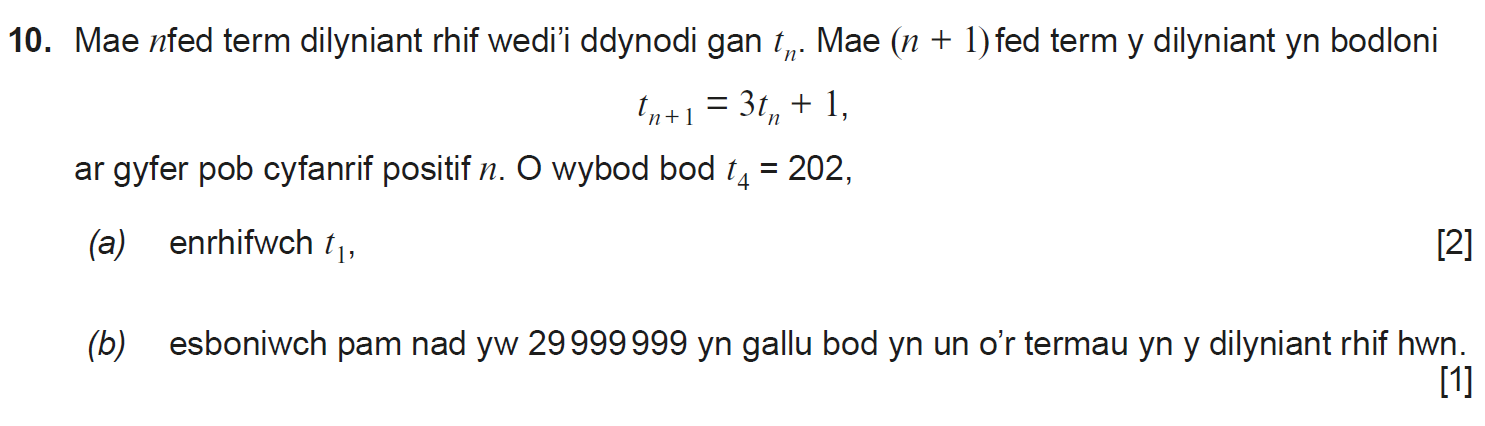 10. Mae nfed term dilyniant rhif wedi’i ddynodi gan tₙ. Mae (n + 1)fed term y dilyniant yn bodloni
tₙ₊₁ = 3tₙ + 1,
ar gyfer pob cyfanrif positif n. O wybod bod t₄ = 202,
(a) enrhifwch t₁, [2]
(b) esboniwch pam nad yw 29 999 999 yn gallu bod yn un o’r termau yn y dilyniant rhif hwn.
[1]